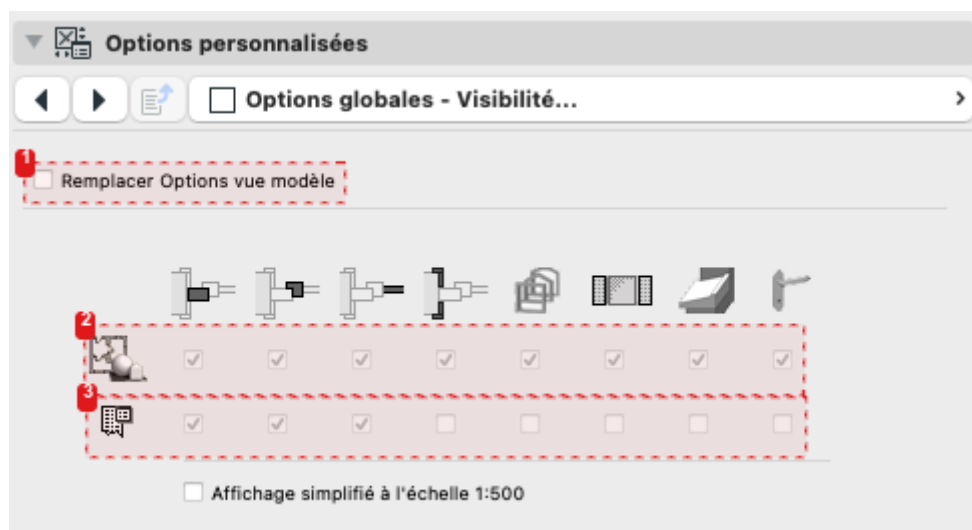 Options personnalisées
Options globales - Visibilité...
1
Remplacer Options vue modèle
2
3
Affichage simplifié à l'échelle 1:500